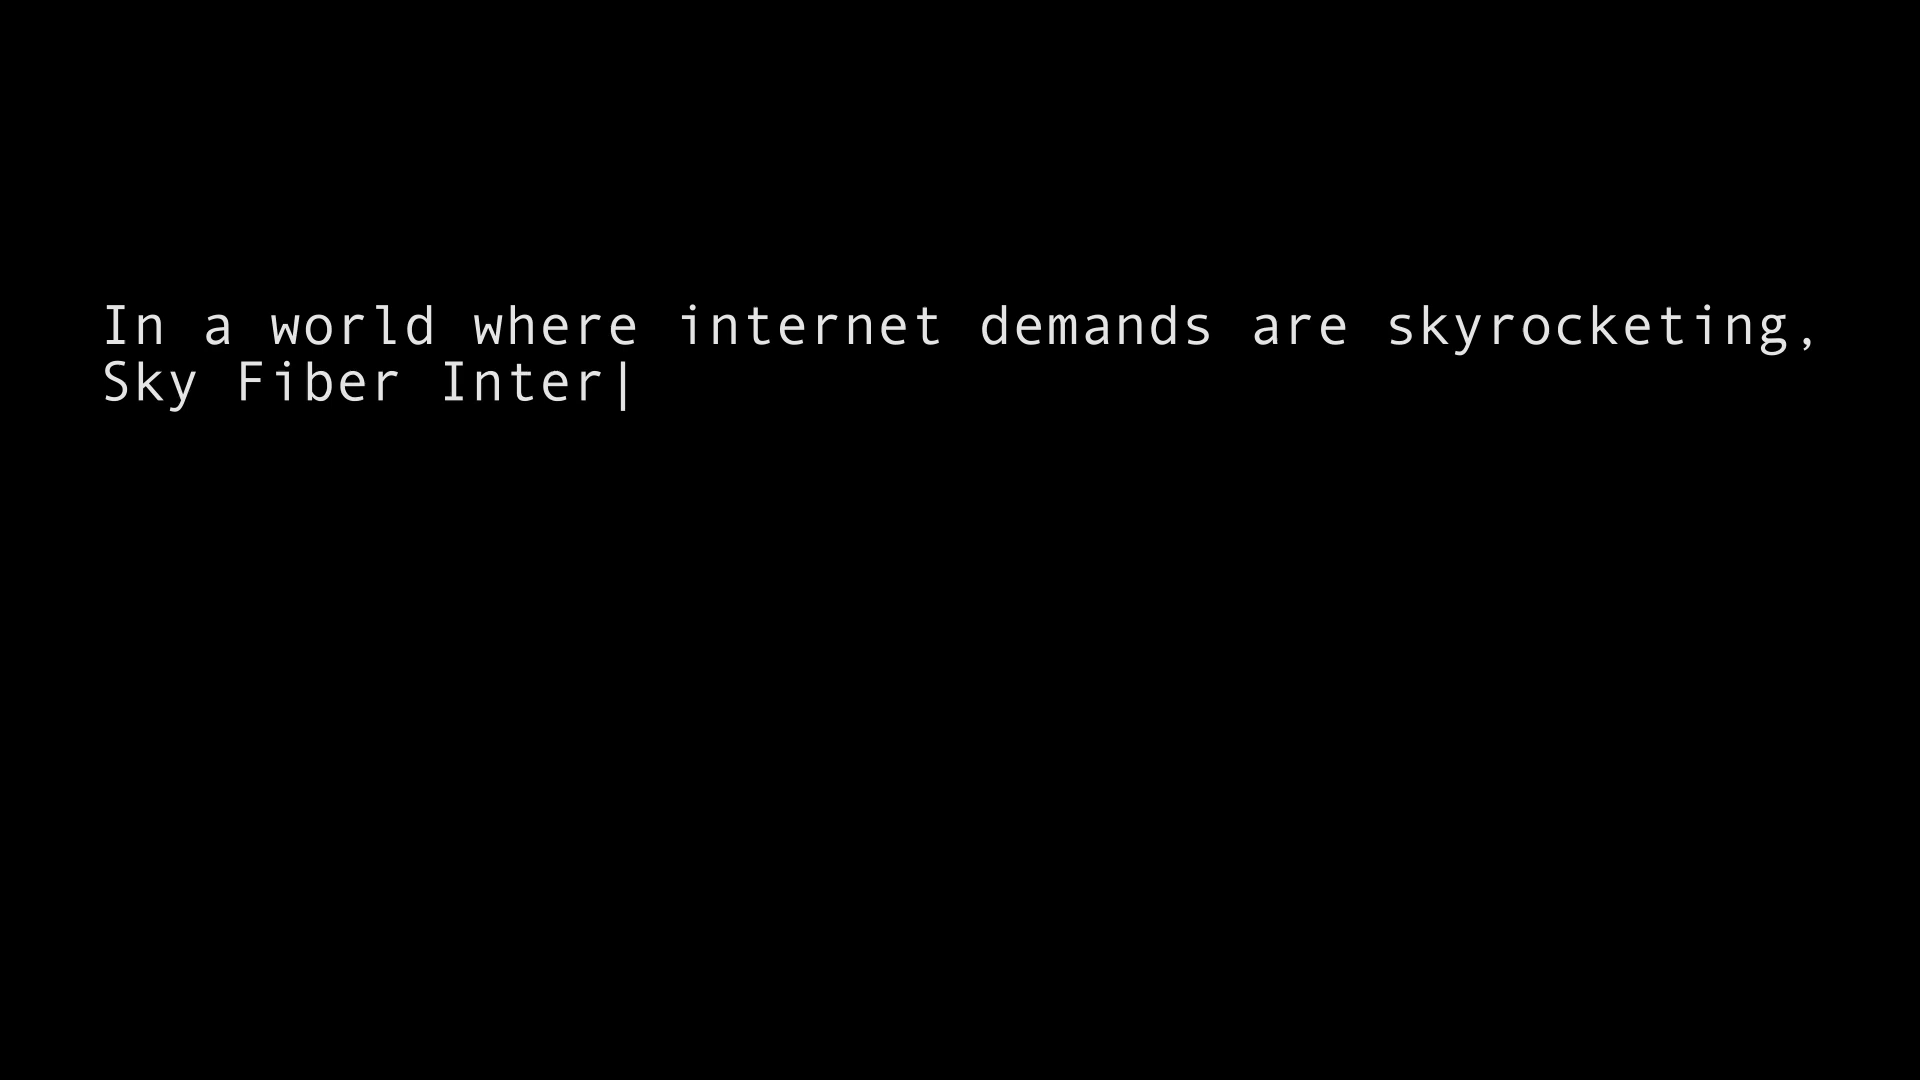 In a world where internet demands are skyrocketing,
Sky Fiber Inter|